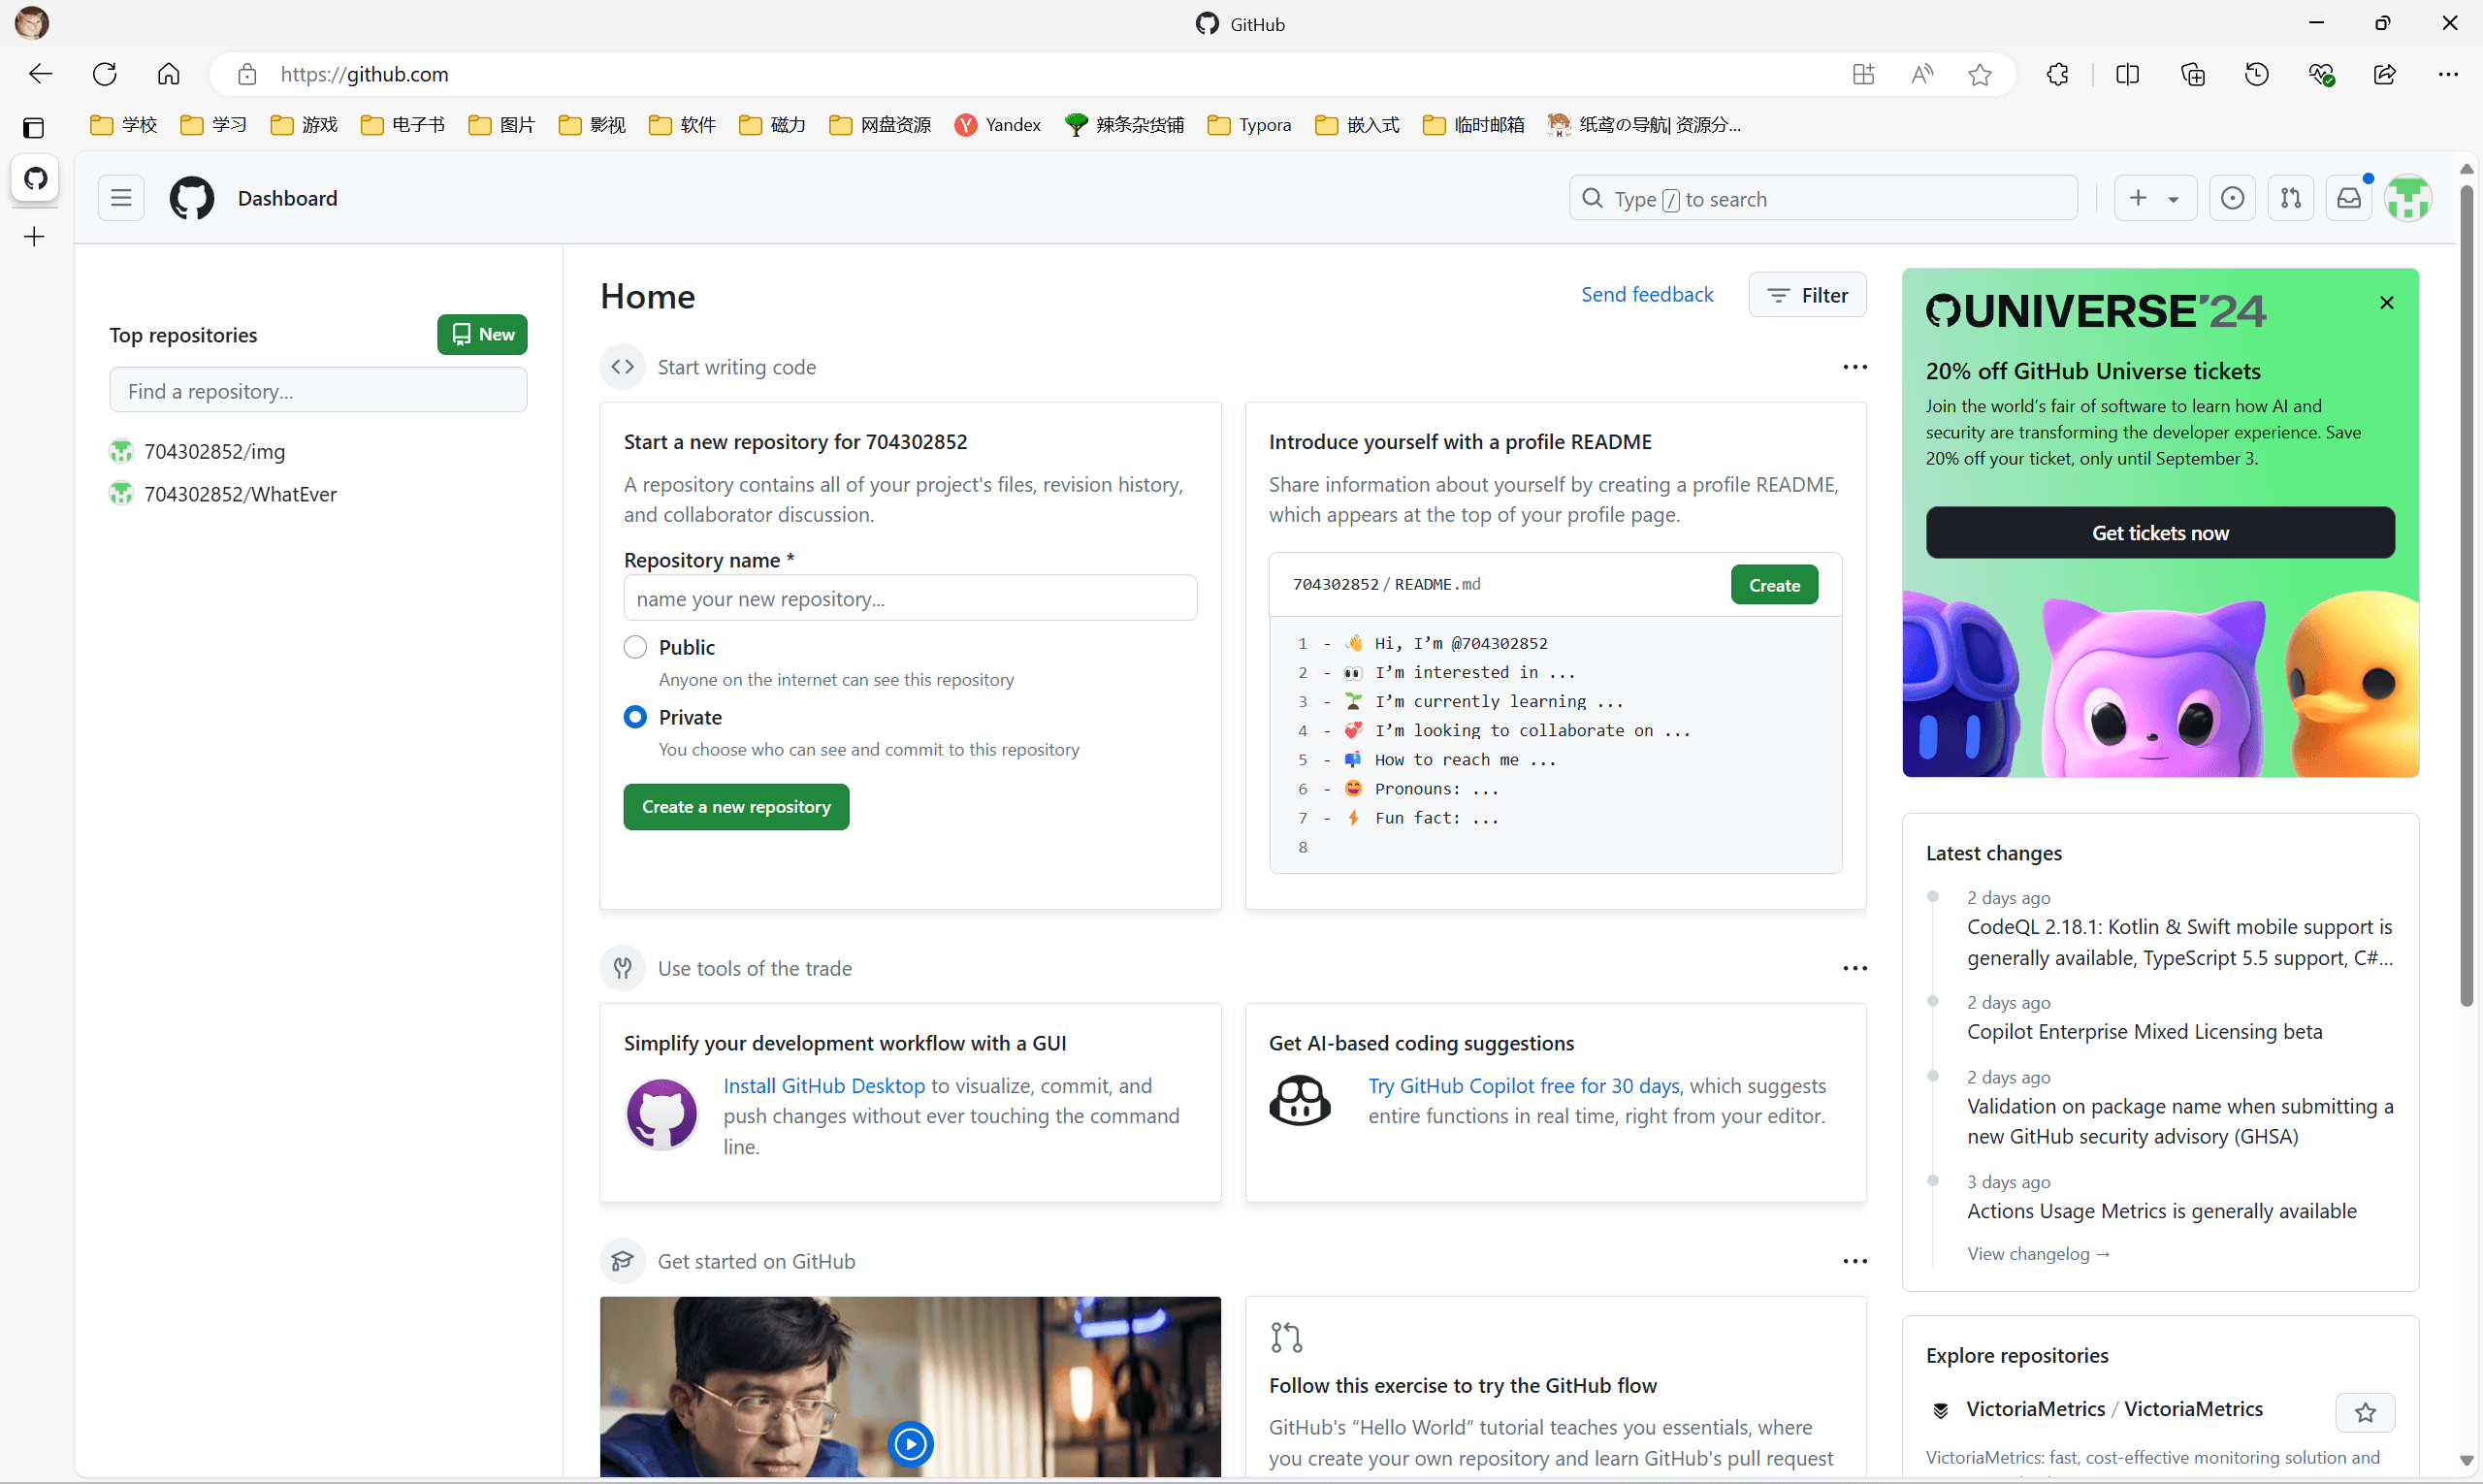 GitHub
https://github.com
学校
学习
游戏
电子书
图片
影视
软件
磁力
网盘资源
Yandex
辣条杂货铺
Typora
嵌入式
临时邮箱
纸鸢の导航| 资源分...
Dashboard
Type / to search
Top repositories
New
Find a repository...
704302852/img
704302852/WhatEver
Home
Send feedback
Filter
Start writing code
Start a new repository for 704302852
A repository contains all of your project's files, revision history,
and collaborator discussion.
Repository name *
name your new repository...
Public
Anyone on the internet can see this repository
Private
You choose who can see and commit to this repository
Create a new repository
Introduce yourself with a profile README
Share information about yourself by creating a profile README,
which appears at the top of your profile page.
704302852 / README.md
Create
1 - 👋 Hi, I’m @704302852
2 - 👀 I’m interested in ...
3 - 🌱 I’m currently learning ...
4 - 💞️ I’m looking to collaborate on ...
5 - 📫 How to reach me ...
6 - 😄 Pronouns: ...
7 - ⚡ Fun fact: ...
8
Use tools of the trade
Simplify your development workflow with a GUI
Install GitHub Desktop to visualize, commit, and
push changes without ever touching the command
line.
Get AI-based coding suggestions
Try GitHub Copilot free for 30 days, which suggests
entire functions in real time, right from your editor.
Get started on GitHub
Follow this exercise to try the GitHub flow
GitHub's “Hello World” tutorial teaches you essentials, where
you create your own repository and learn GitHub's pull request
UNIVERSE’24
20% off GitHub Universe tickets
Join the world’s fair of software to learn how AI and
security are transforming the developer experience. Save
20% off your ticket, only until September 3.
Get tickets now
Latest changes
2 days ago
CodeQL 2.18.1: Kotlin & Swift mobile support is
generally available, TypeScript 5.5 support, C#...
2 days ago
Copilot Enterprise Mixed Licensing beta
2 days ago
Validation on package name when submitting a
new GitHub security advisory (GHSA)
3 days ago
Actions Usage Metrics is generally available
View changelog →
Explore repositories
VictoriaMetrics / VictoriaMetrics
VictoriaMetrics: fast, cost-effective monitoring solution and